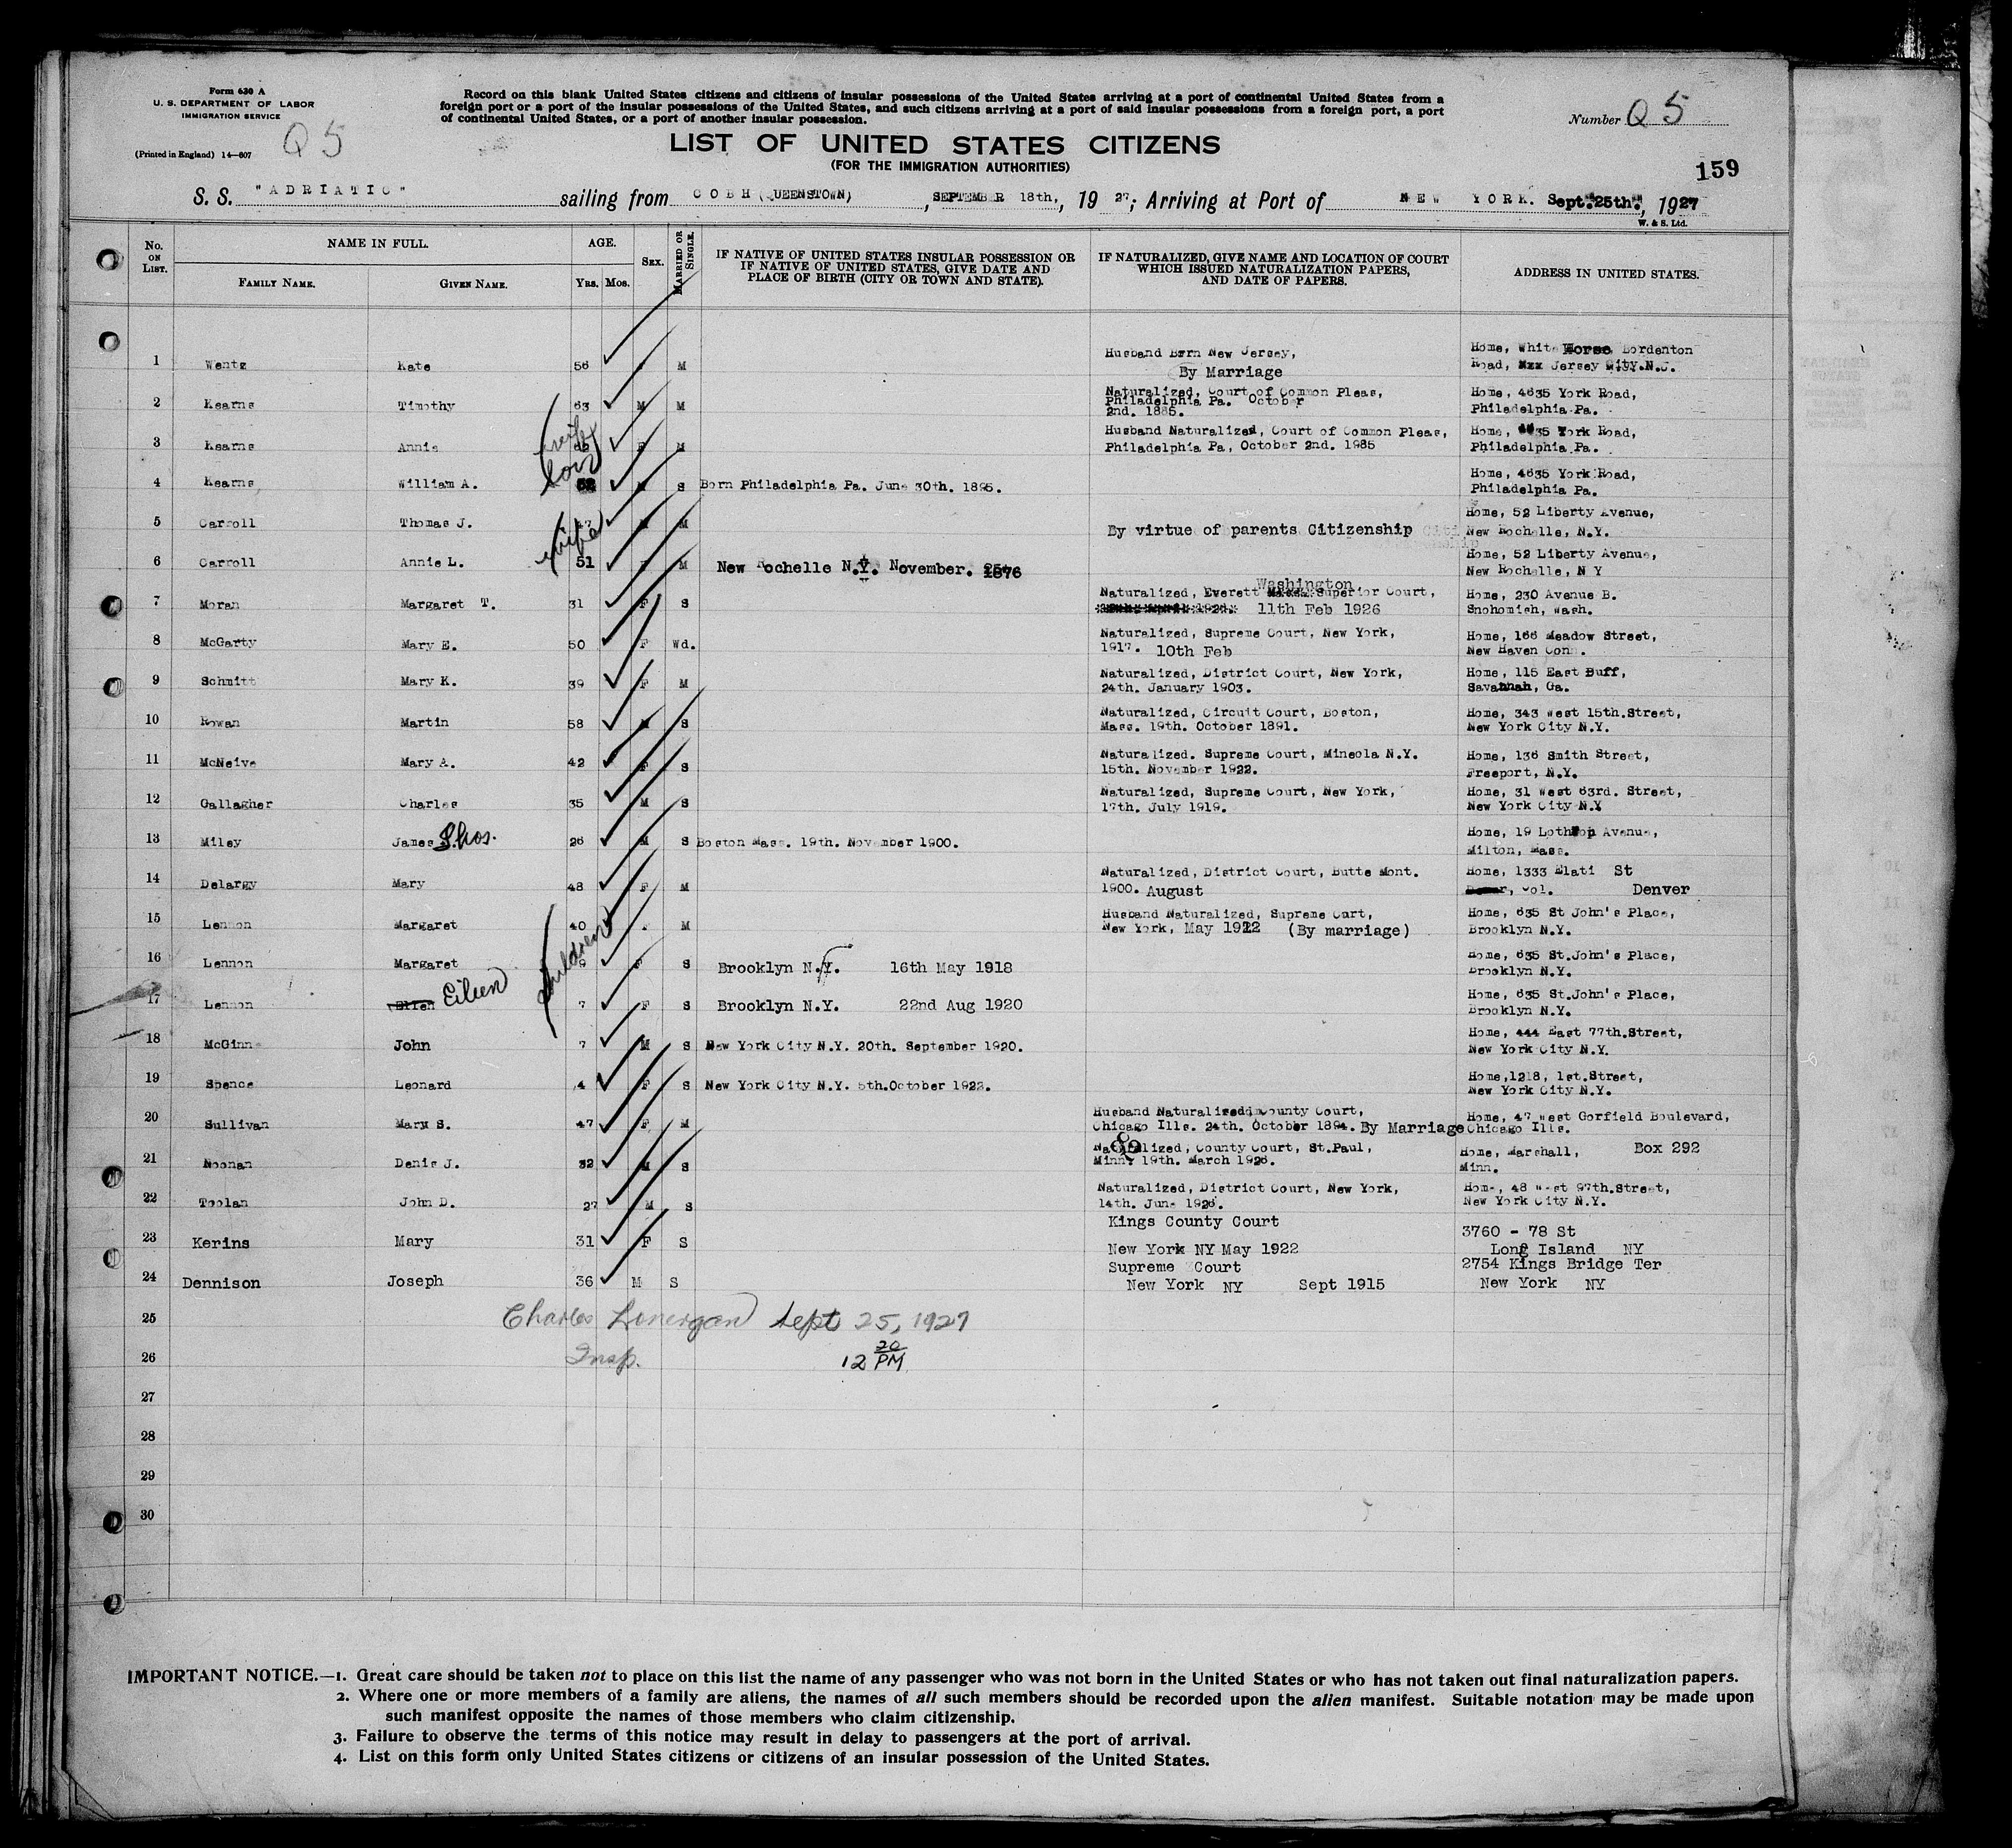 Form 630 A
U. S. DEPARTMENT OF LABOR
IMMIGRATION SERVICE
Q 5
(Printed in England) 14—807
Record on this blank United States citizens and citizens of insular possessions of the United States arriving at a port of continental United States from a
foreign port or a port of the insular possessions of the United States, and such citizens arriving at a port of said insular possessions from a foreign port, a port
of continental United States, or a port of another insular possession.
Number Q 5
LIST OF UNITED STATES CITIZENS
(FOR THE IMMIGRATION AUTHORITIES)
159
S. S. "ADRIATIC" sailing from COBH (QUEENSTOWN), SEPTEMBER 18th, 19 27; Arriving at Port of NEW YORK. Sept. 25th., 1927
W. & S. Ltd.
No. ON LIST.
NAME IN FULL.
FAMILY NAME. GIVEN NAME.
AGE.
Yrs. Mos.
SEX.
MARRIED OR SINGLE.
IF NATIVE OF UNITED STATES INSULAR POSSESSION OR
IF NATIVE OF UNITED STATES, GIVE DATE AND
PLACE OF BIRTH (CITY OR TOWN AND STATE).
IF NATURALIZED, GIVE NAME AND LOCATION OF COURT
WHICH ISSUED NATURALIZATION PAPERS,
AND DATE OF PAPERS.
ADDRESS IN UNITED STATES.
1 Wentz Kate 56 M Husband Born New Jersey, Home, White Horse Bordenton
By Marriage Road, Jersey City. N.J.
2 Kearns Timothy 63 M M Naturalized, Court of Common Pleas, Home, 4635 York Road,
Philadelphia Pa. October Philadelphia Pa.
2nd. 1885.
3 Kearns Annie wife F M Husband Naturalized, Court of Common Pleas, Home, 4635 York Road,
Philadelphia Pa, October 2nd. 1985 Philadelphia Pa.
4 Kearns William A. son M S Born Philadelphia Pa. June 30th. 1895. Home, 4635 York Road,
Philadelphia Pa.
5 Carroll Thomas J. 47 M M By virtue of parents Citizenship Home, 52 Liberty Avenue,
New Rochelle, N.Y.
6 Carroll Annie L. wife 51 F M New Rochelle N.Y. November. 1876 Home, 52 Liberty Avenue,
New Rochelle, N Y
7 Moran Margaret T. 31 F S Naturalized, Everett Washington Superior Court, Home, 230 Avenue B.
11th Feb 1926 Snohomish, Wash.
8 McGarty Mary E. 50 F Wd. Naturalized, Supreme Court, New York, Home, 166 Meadow Street,
1917. 10th Feb New Haven Conn.
9 Schmitt Mary K. 39 F M Naturalized, District Court, New York, Home, 115 East Buff,
24th. January 1903. Savannah, Ga.
10 Rowan Martin 58 M S Naturalized, Circuit Court, Boston, Home, 343 West 15th. Street,
Mass. 19th. October 1891. New York City N.Y.
11 McNeive Mary A. 42 F S Naturalized. Supreme Court, Mineola N.Y. Home, 136 Smith Street,
15th. November 1922. Freeport, N.Y.
12 Gallagher Charles 35 M S Naturalized, Supreme Court, New York, Home, 31 West 63rd. Street,
17th. July 1919. New York City N.Y
13 Miley James Thos. 26 M S Boston Mass. 19th. November 1900. Home, 19 Lothrop Avenue,
Milton, Mass.
14 Delargy Mary 48 F M Naturalized, District Court, Butte Mont. Home, 1333 Elati St
1900. August Col. Denver
15 Lennon Margaret 40 M Husband Naturalized, Supreme Curt, Home, 635 St John's Place,
New York, May 1922 (By marriage) Brooklyn N.Y.
16 Lennon Margaret children 9 F S Brooklyn N.Y. 16th May 1918 Home, 635 St. John's Place,
Brooklyn N.Y.
17 Lennon Ellen Eileen 7 F S Brooklyn N.Y. 22nd Aug 1920 Home, 635 St. John's Place,
Brooklyn N.Y.
18 McGinn John 7 M S New York City N.Y. 20th. September 1920. Home, 444 East 77th. Street,
New York City N.Y.
19 Spence Leonard 4 F S New York City N.Y. 5th. October 1922. Home, 1218, 1st. Street,
New York City N.Y.
20 Sullivan Mary S. 47 F M Husband Naturalized County Court, Home, 47 West Gorfield Boulevard,
Chicago Ills. 24th. October 1894. By Marriage Chicago Ills.
21 Noonan Denis J. 32 M S Naturalized, County Court, St. Paul, Home, Marshall, Box 292
Minn. 19th. March 1926. Minn.
22 Toolan John D. 27 M S Naturalized, District Court, New York, Home, 48 West 97th. Street,
14th. June 1926. New York City N.Y.
23 Kerins Mary 31 F S Kings County Court 3760 - 78 St
New York NY May 1922 Long Island NY
24 Dennison Joseph 36 M S Supreme Court 2754 Kings Bridge Ter
New York NY Sept 1915 New York NY
25 Charles Lonergan Sept 25, 1927
26 Insp. 12 20 PM
27
28
29
30
IMPORTANT NOTICE.—1. Great care should be taken not to place on this list the name of any passenger who was not born in the United States or who has not taken out final naturalization papers.
2. Where one or more members of a family are aliens, the names of all such members should be recorded upon the alien manifest. Suitable notation may be made upon
such manifest opposite the names of those members who claim citizenship.
3. Failure to observe the terms of this notice may result in delay to passengers at the port of arrival.
4. List on this form only United States citizens or citizens of an insular possession of the United States.